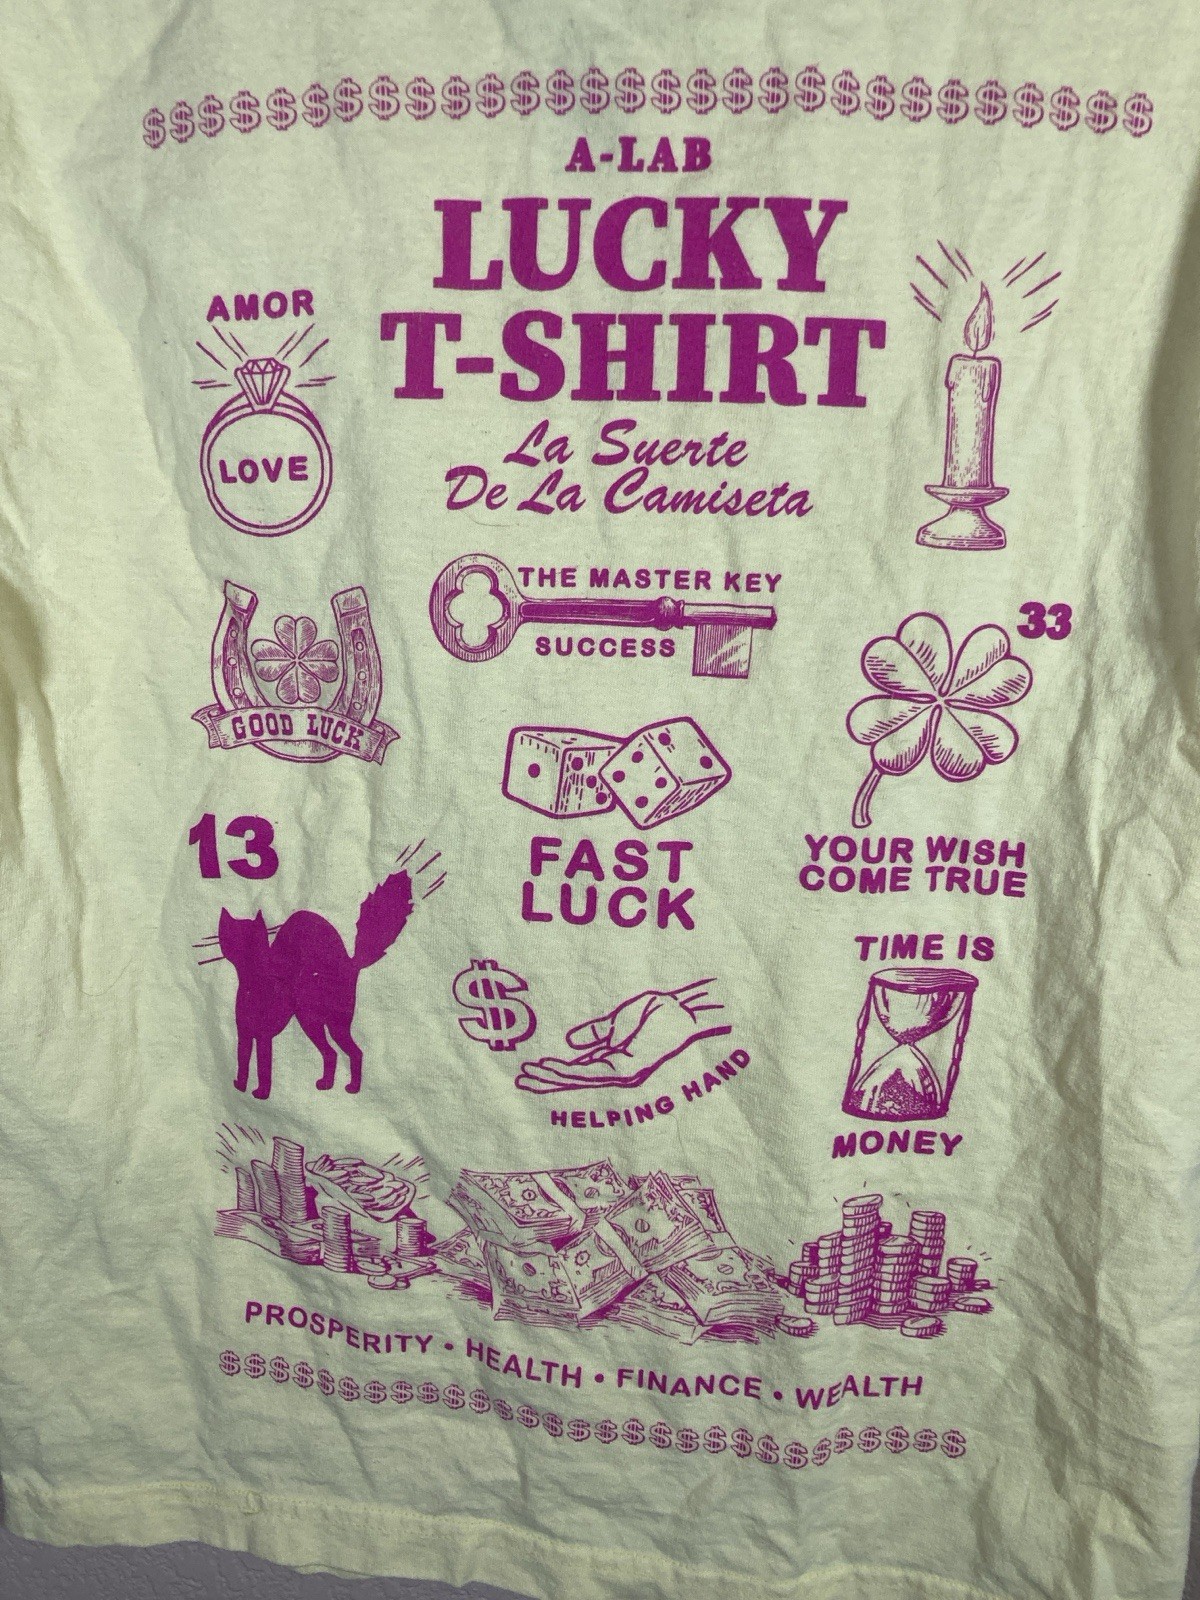 $$$$$$$$$$$$$$$$$$$$$$$$$$$$$$
A-LAB
LUCKY
T-SHIRT
La Suerte
De La Camiseta
AMOR
LOVE
THE MASTER KEY
SUCCESS
GOOD LUCK
33
FAST
LUCK
YOUR WISH
COME TRUE
13
$
HELPING HAND
TIME IS
MONEY
PROSPERITY • HEALTH • FINANCE • WEALTH
$$$$$$$$$$$$$$$$$$$$$$$$$$$$$$